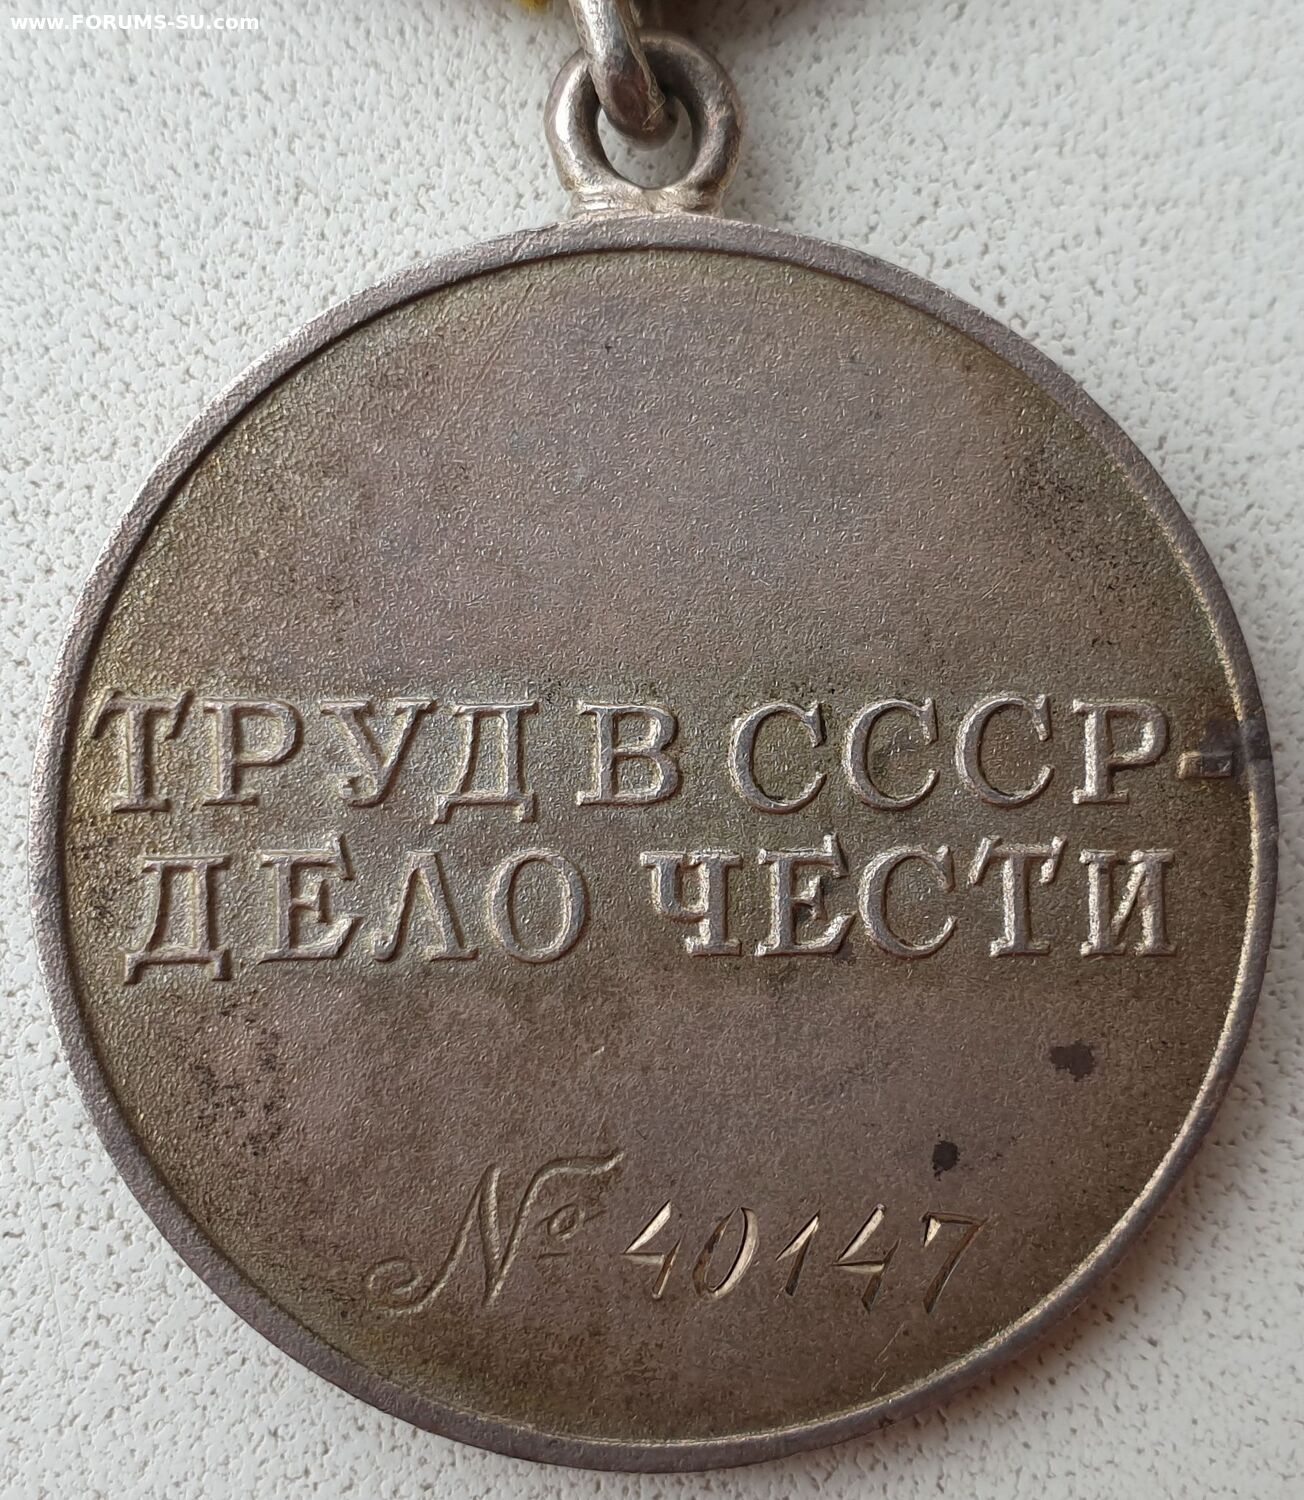 www.FORUMS-SU.com
ТРУД В СССР-
ДЕЛО ЧЕСТИ
№ 40147